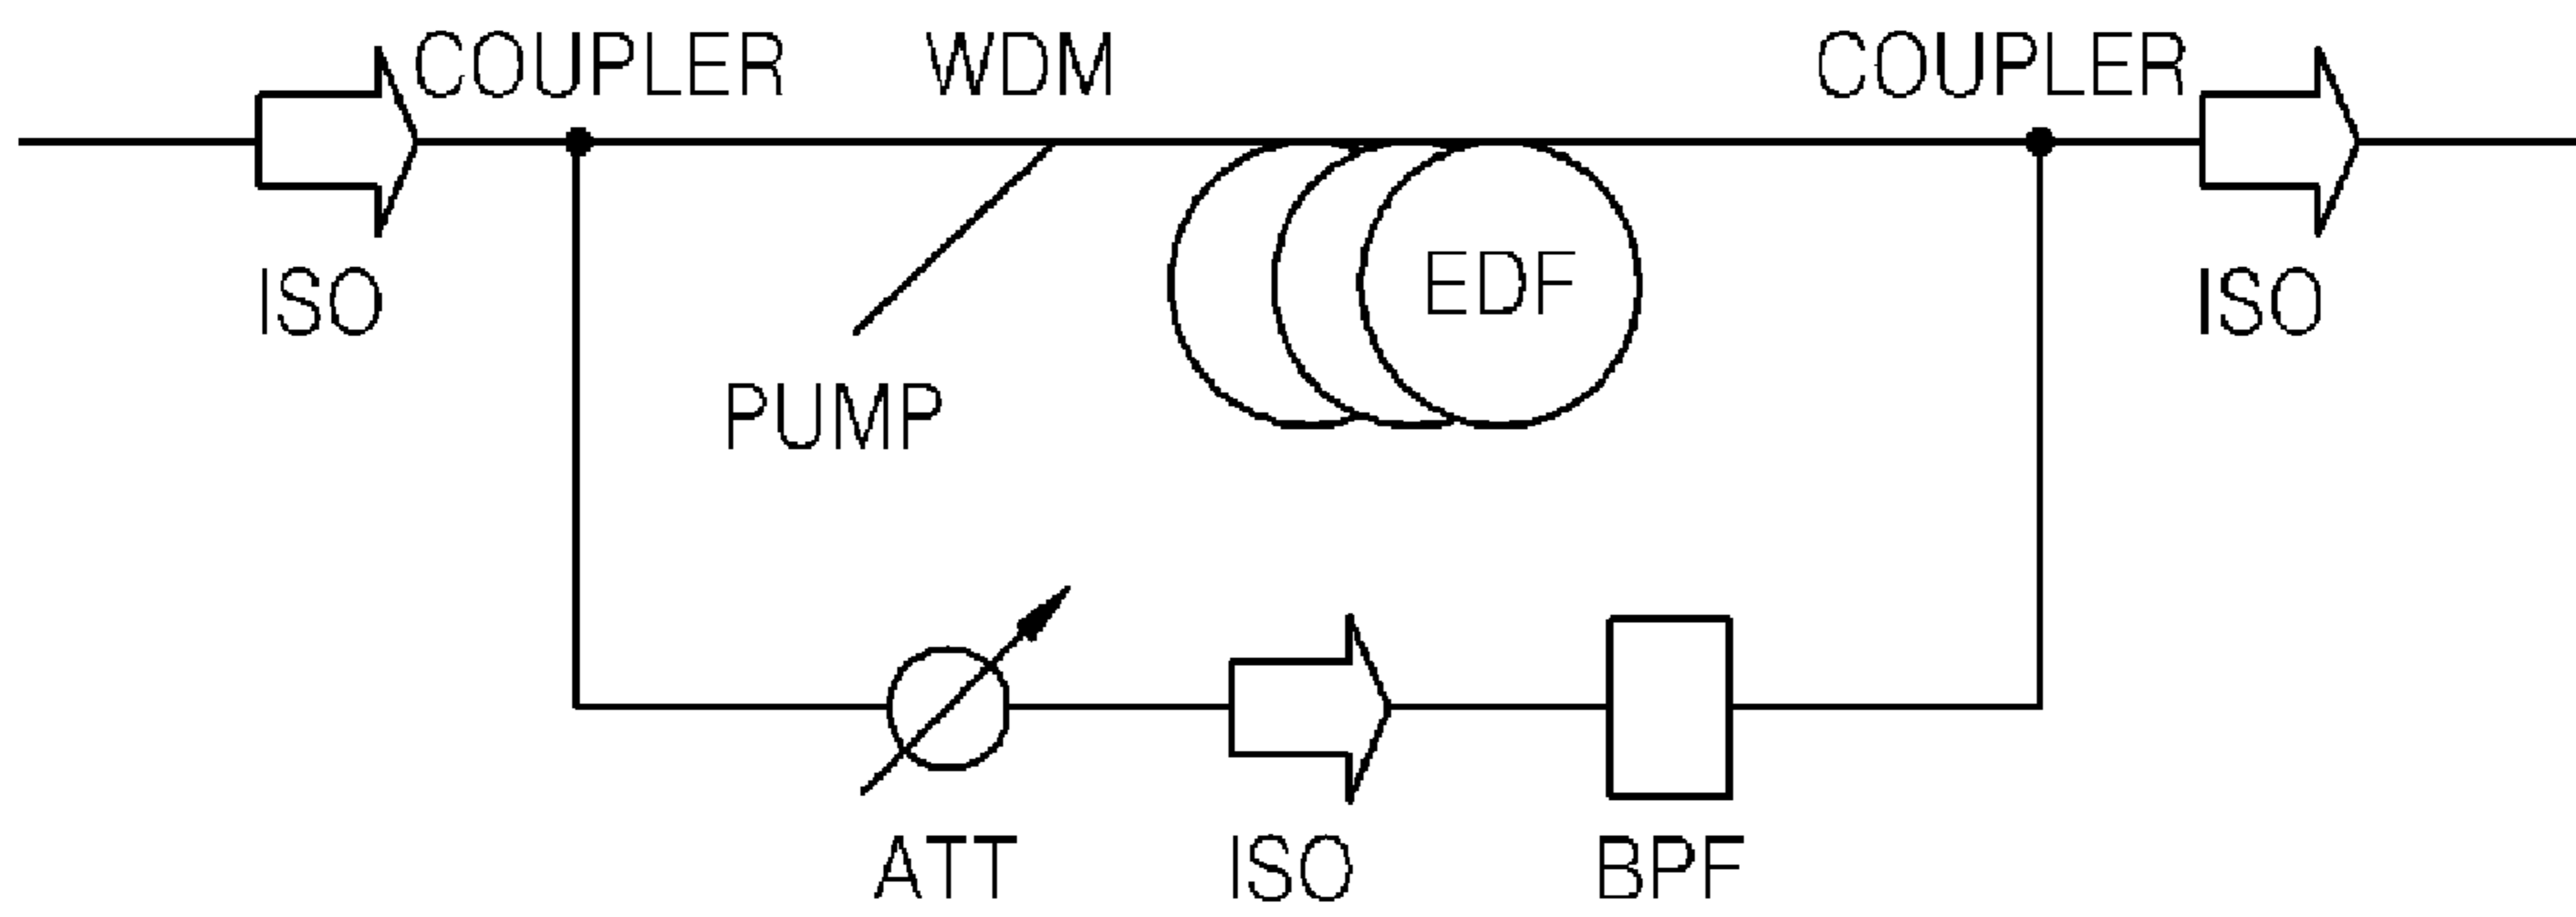 COUPLER WDM COUPLER
ISO EDF ISO
PUMP
ATT ISO BPF